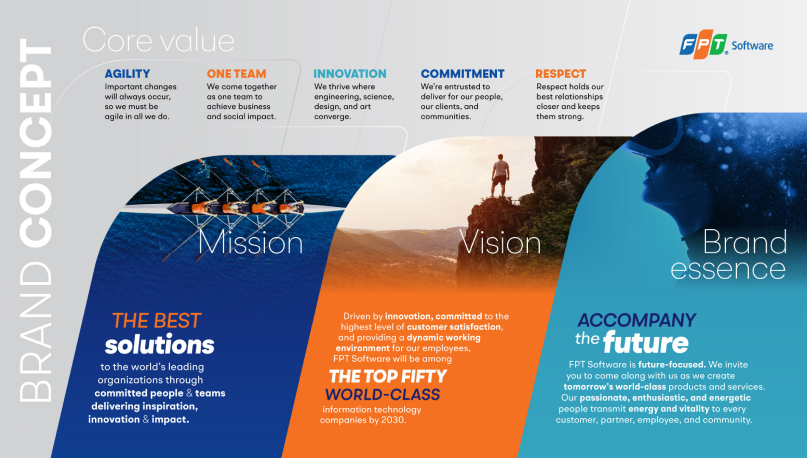 BRAND CONCEPT
Core value
FPT Software
AGILITY
Important changes
will always occur,
so we must be
agile in all we do.
ONE TEAM
We come together
as one team to
achieve business
and social impact.
INNOVATION
We thrive where
engineering, science,
design, and art
converge.
COMMITMENT
We're entrusted to
deliver for our people,
our clients, and
communities.
RESPECT
Respect holds our
best relationships
closer and keeps
them strong.
Mission
THE BEST
solutions
to the world's leading
organizations through
committed people & teams
delivering inspiration,
innovation & impact.
Vision
Driven by innovation, committed to the
highest level of customer satisfaction,
and providing a dynamic working
environment for our employees,
FPT Software will be among
THE TOP FIFTY
WORLD-CLASS
information technology
companies by 2030.
Brand
essence
ACCOMPANY
the future
FPT Software is future-focused. We invite
you to come along with us as we create
tomorrow's world-class products and services.
Our passionate, enthusiastic, and energetic
people transmit energy and vitality to every
customer, partner, employee, and community.